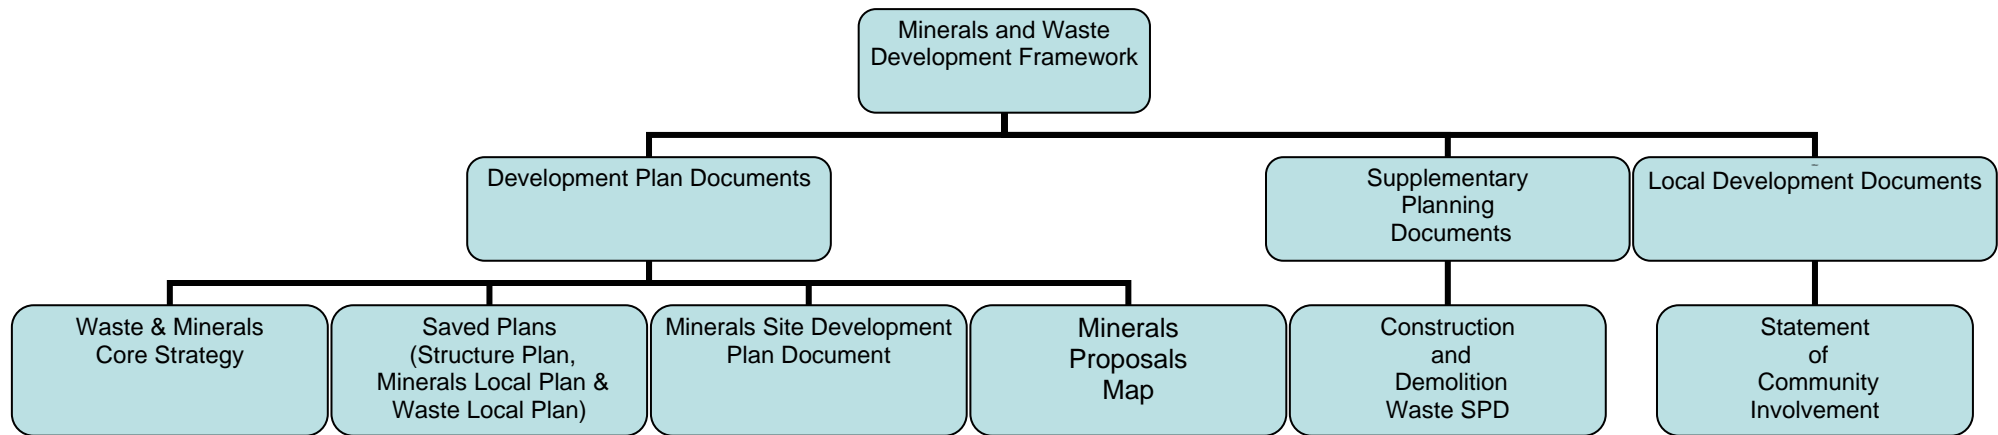 Minerals and Waste
Development Framework
Development Plan Documents
Supplementary
Planning
Documents
Local Development Documents
Waste & Minerals
Core Strategy
Saved Plans
(Structure Plan,
Minerals Local Plan &
Waste Local Plan)
Minerals Site Development
Plan Document
Minerals
Proposals
Map
Construction
and
Demolition
Waste SPD
Statement
of
Community
Involvement